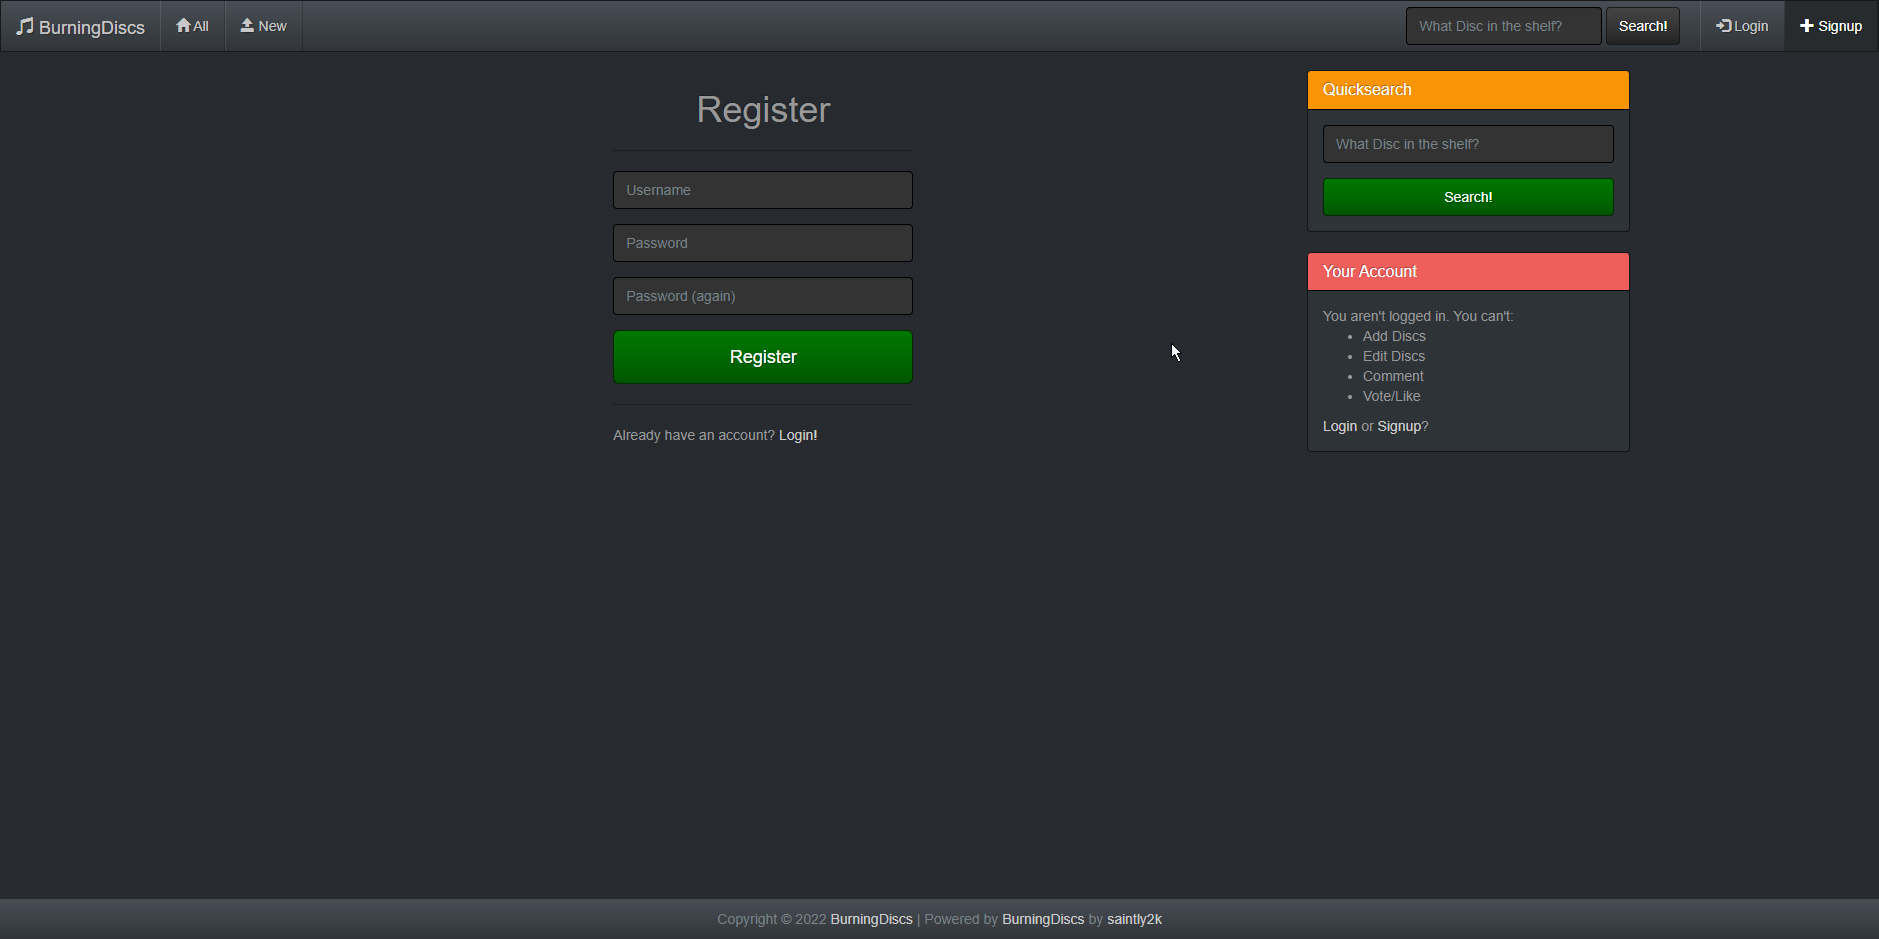 BurningDiscs All New What Disc in the shelf? Search! Login Signup
Register
Username
Password
Password (again)
Register
Already have an account? Login!
Quicksearch
What Disc in the shelf?
Search!
Your Account
You aren't logged in. You can't:
Add Discs
Edit Discs
Comment
Vote/Like
Login or Signup?
Copyright © 2022 BurningDiscs | Powered by BurningDiscs by saintly2k